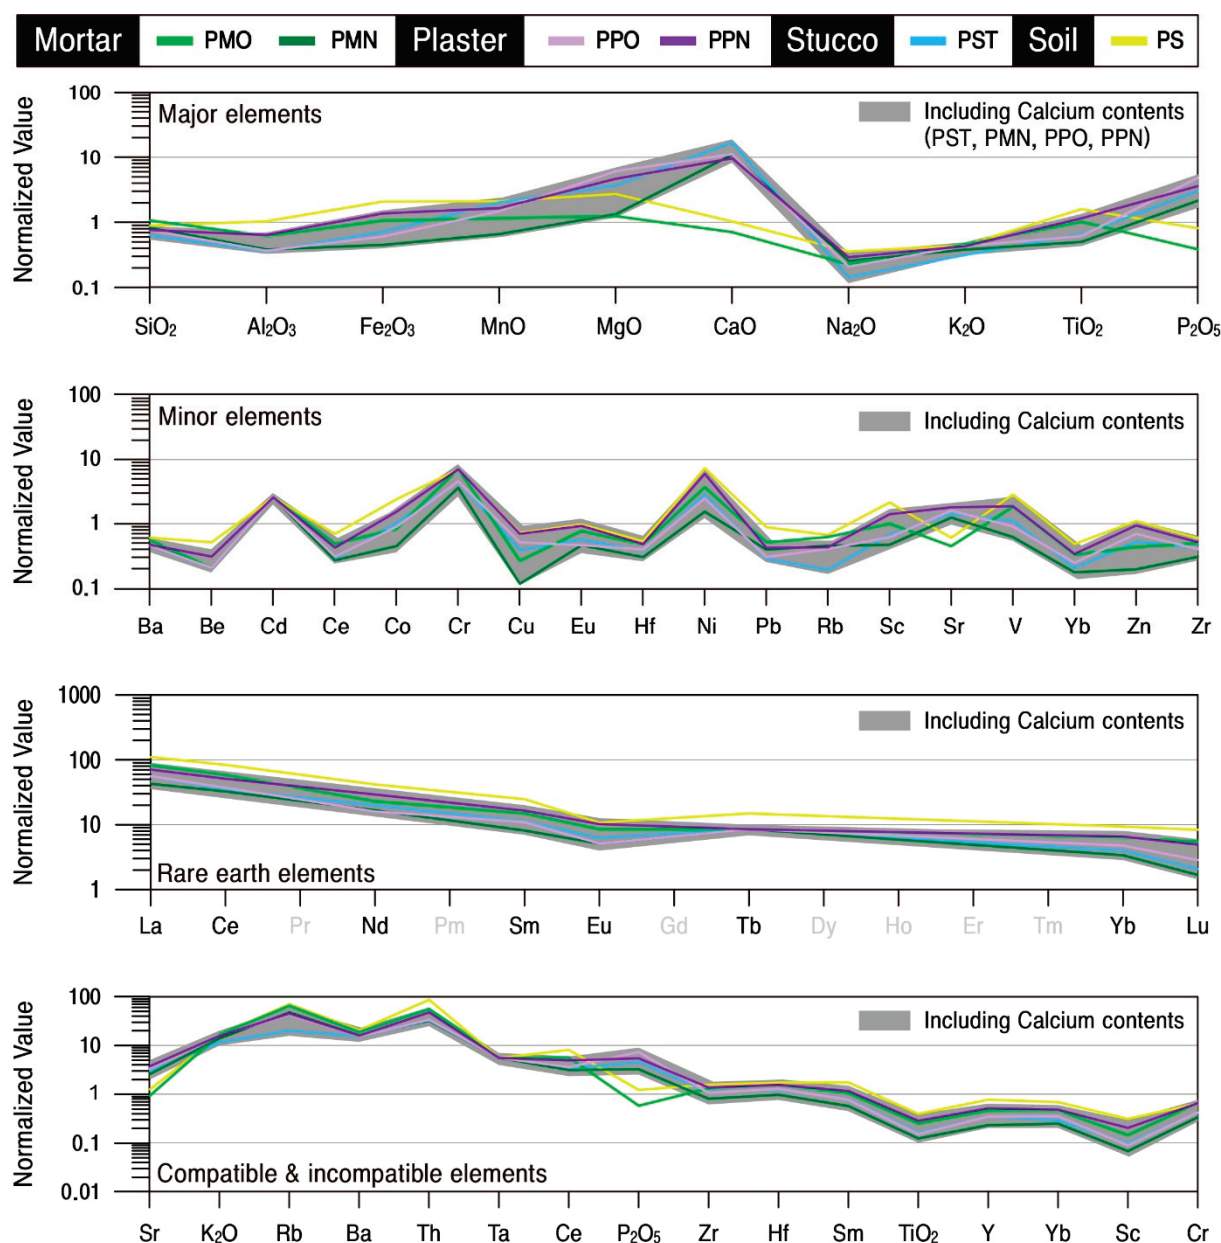 Mortar PMO PMN Plaster PPO PPN Stucco PST Soil PS
Normalized Value
100
10
1
0.1
Major elements
Including Calcium contents
(PST, PMN, PPO, PPN)
SiO₂ Al₂O₃ Fe₂O₃ MnO MgO CaO Na₂O K₂O TiO₂ P₂O₅
Normalized Value
100
10
1
0.1
Minor elements
Including Calcium contents
Ba Be Cd Ce Co Cr Cu Eu Hf Ni Pb Rb Sc Sr V Yb Zn Zr
Normalized Value
1000
100
10
1
Including Calcium contents
Rare earth elements
La Ce Pr Nd Pm Sm Eu Gd Tb Dy Ho Er Tm Yb Lu
Normalized Value
100
10
1
0.1
0.01
Including Calcium contents
Compatible & incompatible elements
Sr K₂O Rb Ba Th Ta Ce P₂O₅ Zr Hf Sm TiO₂ Y Yb Sc Cr